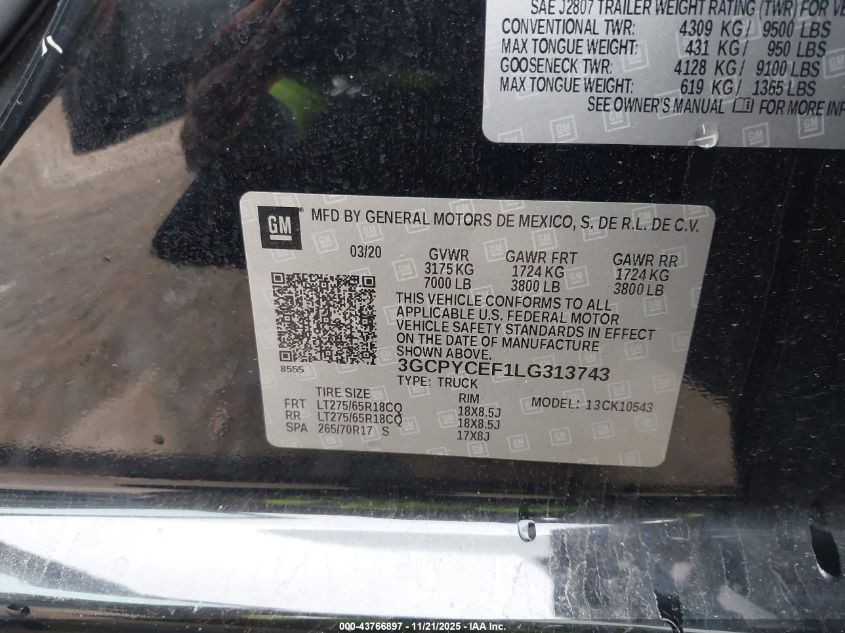 SAE J2807 TRAILER WEIGHT RATING (TWR) FOR
CONVENTIONAL TWR: 4309 KG/ 9500 LBS
MAX TONGUE WEIGHT: 431 KG/ 950 LBS
GOOSENECK TWR: 4128 KG/ 9100 LBS
MAX TONGUE WEIGHT: 619 KG/ 1365 LBS
SEE OWNER'S MANUAL FOR MORE
GM MFD BY GENERAL MOTORS DE MEXICO, S, DE R.L. DE C.V.
03/20 GVWR GAWR FRT GAWR RR
3175 KG 1724 KG 1724 KG
7000 LB 3800 LB 3800 LB
THIS VEHICLE CONFORMS TO ALL
APPLICABLE U.S. FEDERAL MOTOR
VEHICLE SAFETY STANDARDS IN EFFECT
ON THE DATE OF MANUFACTURE
SHOWN ABOVE.
8555
3GCPYCEF1LG313743
TYPE: TRUCK
TIRE SIZE RIM MODEL: 13CK10543
FRT LT275/65R18CQ 18X8.5J
RR LT275/65R18CQ 18X8.5J
SPA 265/70R17 S 17X8J
000-43766897 - 11/21/2025 - IAA Inc.